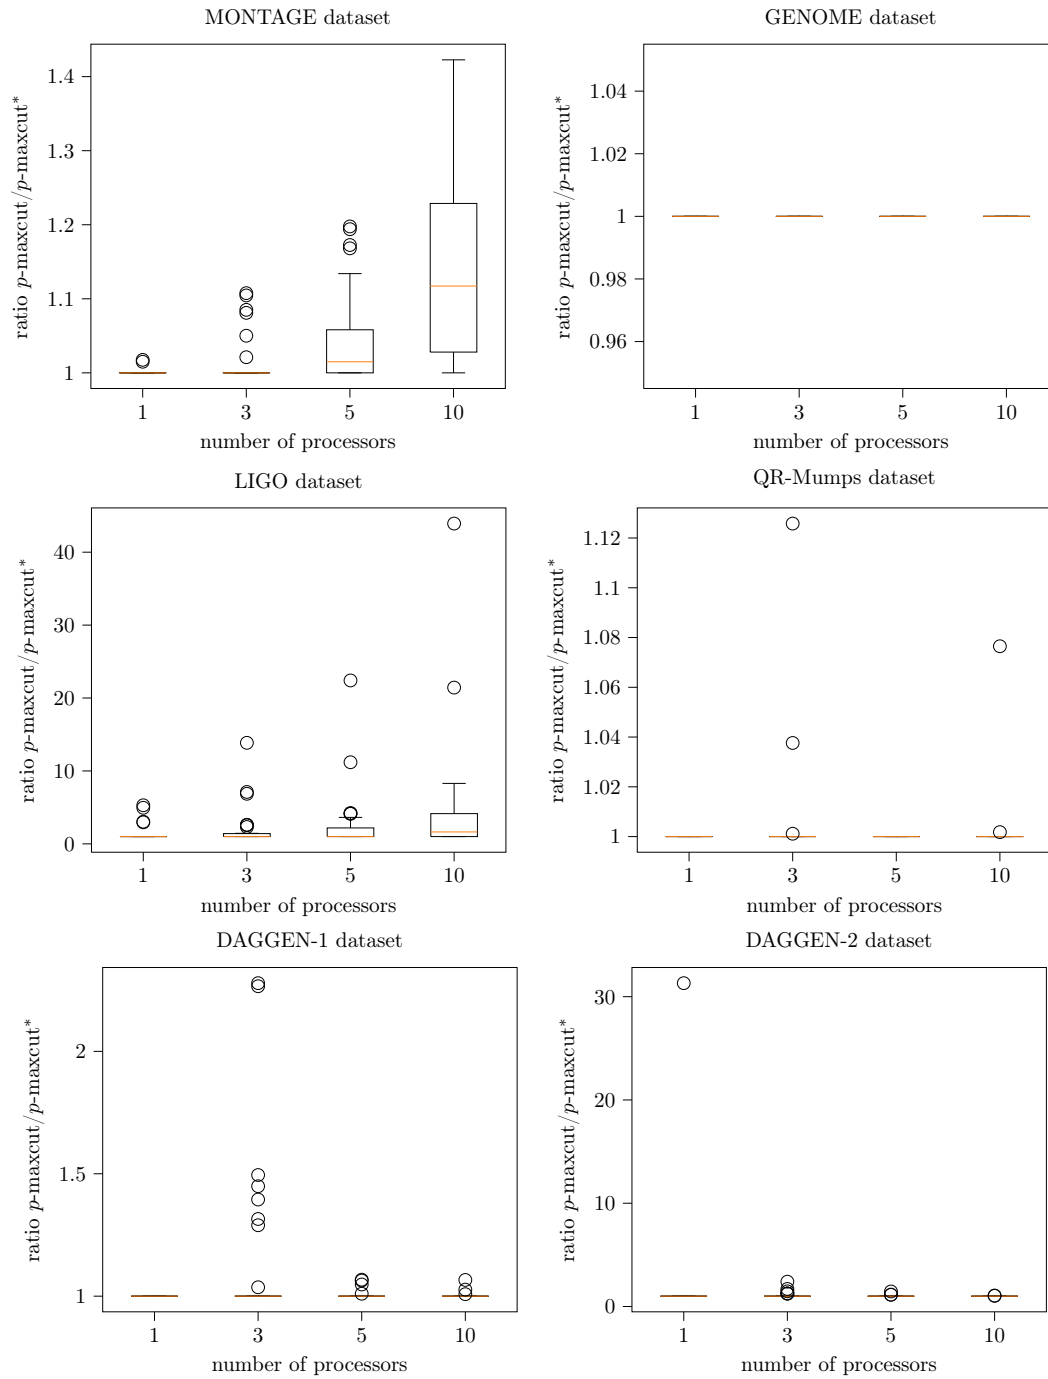 MONTAGE dataset
ratio p-maxcut/p-maxcut*
1.4
1.3
1.2
1.1
1
1 3 5 10
number of processors
GENOME dataset
ratio p-maxcut/p-maxcut*
1.04
1.02
1
0.98
0.96
1 3 5 10
number of processors
LIGO dataset
ratio p-maxcut/p-maxcut*
40
30
20
10
0
1 3 5 10
number of processors
QR-Mumps dataset
ratio p-maxcut/p-maxcut*
1.12
1.1
1.08
1.06
1.04
1.02
1
1 3 5 10
number of processors
DAGGEN-1 dataset
ratio p-maxcut/p-maxcut*
2
1.5
1
1 3 5 10
number of processors
DAGGEN-2 dataset
ratio p-maxcut/p-maxcut*
30
20
10
0
1 3 5 10
number of processors